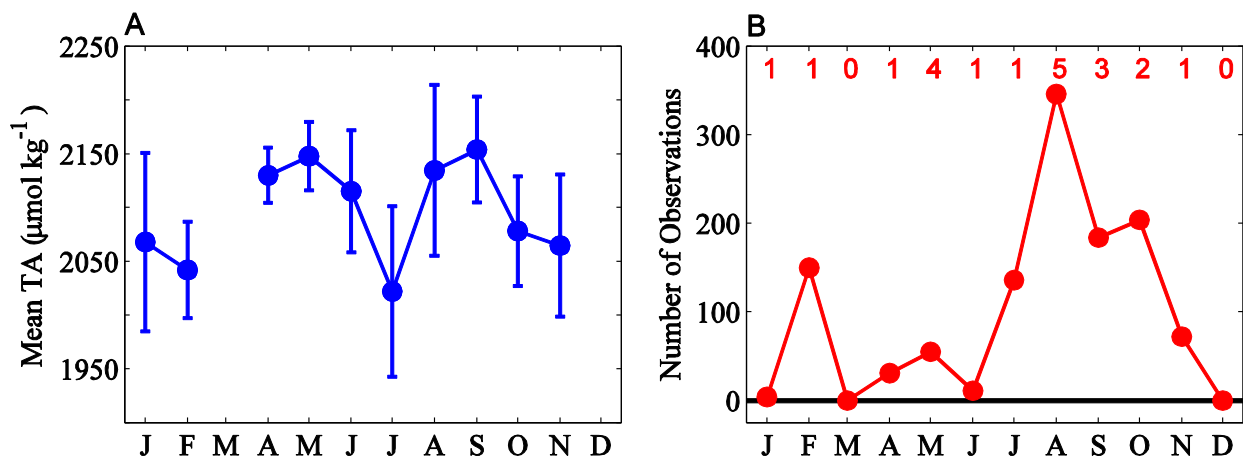 A
Mean TA (µmol kg⁻¹ )
2250
2150
2050
1950
J F M A M J J A S O N D
B
Number of Observations
1 1 0 1 4 1 1 5 3 2 1 0
400
300
200
100
0
J F M A M J J A S O N D